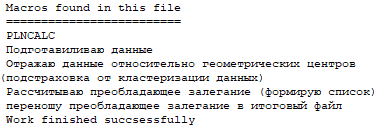 Macros found in this file
=========================
PLNCALC
Подготавиливаю данные
Отражаю данные относительно геометрических центров
(подстраховка от кластеризации данных)
Рассчитываю преобладающее залегание (формирую список)
переношу преобладающее залегание в итоговый файл
Work finished succsessfully